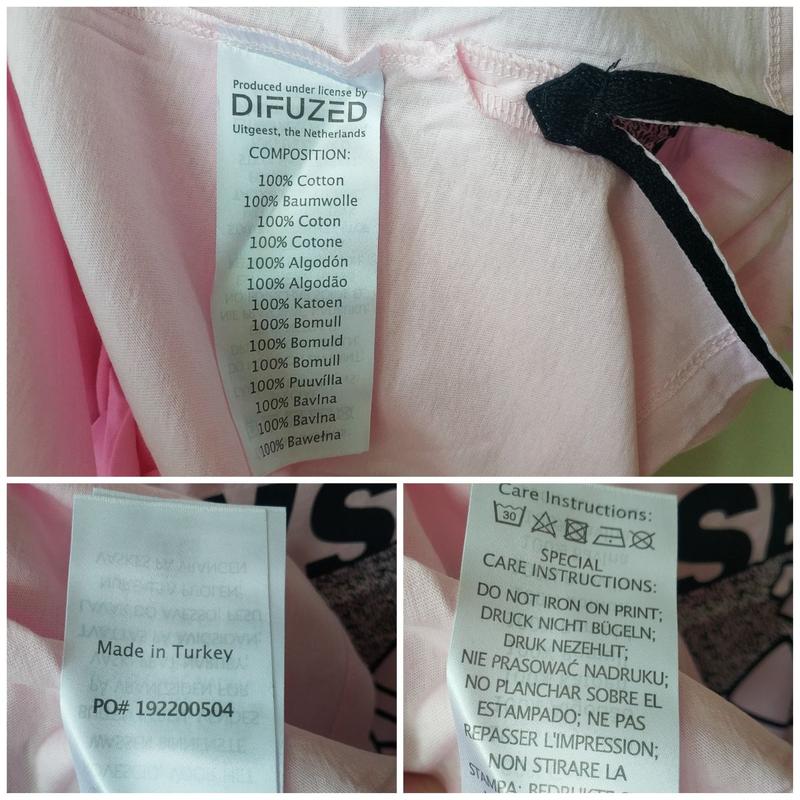 Produced under license by
DIFUZED
Uitgeest, the Netherlands
COMPOSITION:
100% Cotton
100% Baumwolle
100% Coton
100% Cotone
100% Algodón
100% Algodão
100% Katoen
100% Bomull
100% Bomuld
100% Bomull
100% Puuvílla
100% Bavlna
100% Bavlna
100% Bawełna
Made in Turkey
PO# 192200504
Care Instructions:
30
SPECIAL
CARE INSTRUCTIONS:
DO NOT IRON ON PRINT;
DRUCK NICHT BÜGELN;
DRUK NEZEHLIT;
NIE PRASOWAĆ NADRUKU;
NO PLANCHAR SOBRE EL
ESTAMPADO; NE PAS
REPASSER L'IMPRESSION;
NON STIRARE LA
STAMPA;